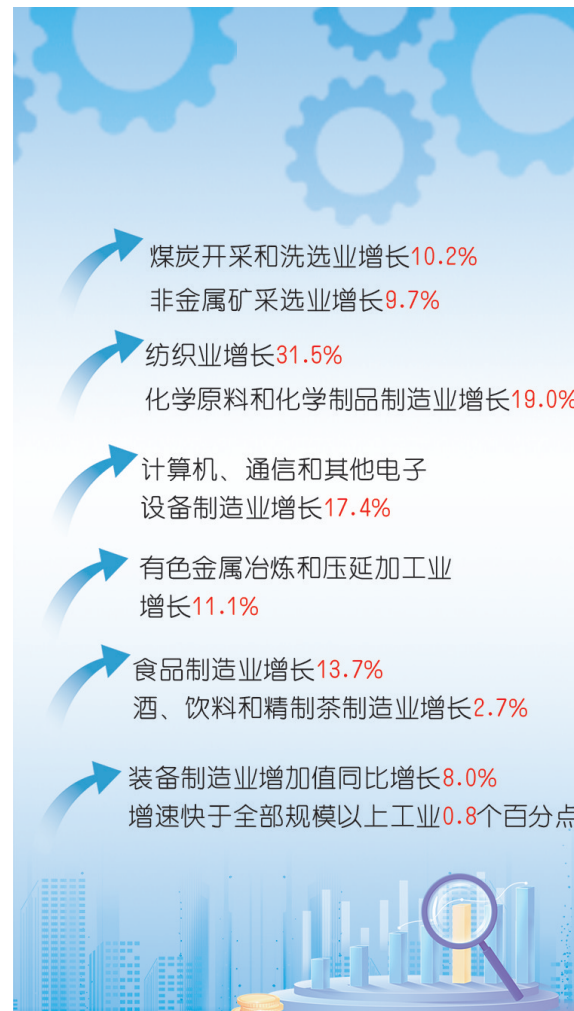 煤炭开采和洗选业增长10.2%
非金属矿采选业增长9.7%
纺织业增长31.5%
化学原料和化学制品制造业增长19.0%
计算机、通信和其他电子
设备制造业增长17.4%
有色金属冶炼和压延加工业
增长11.1%
食品制造业增长13.7%
酒、饮料和精制茶制造业增长2.7%
装备制造业增加值同比增长8.0%
增速快于全部规模以上工业0.8个百分点